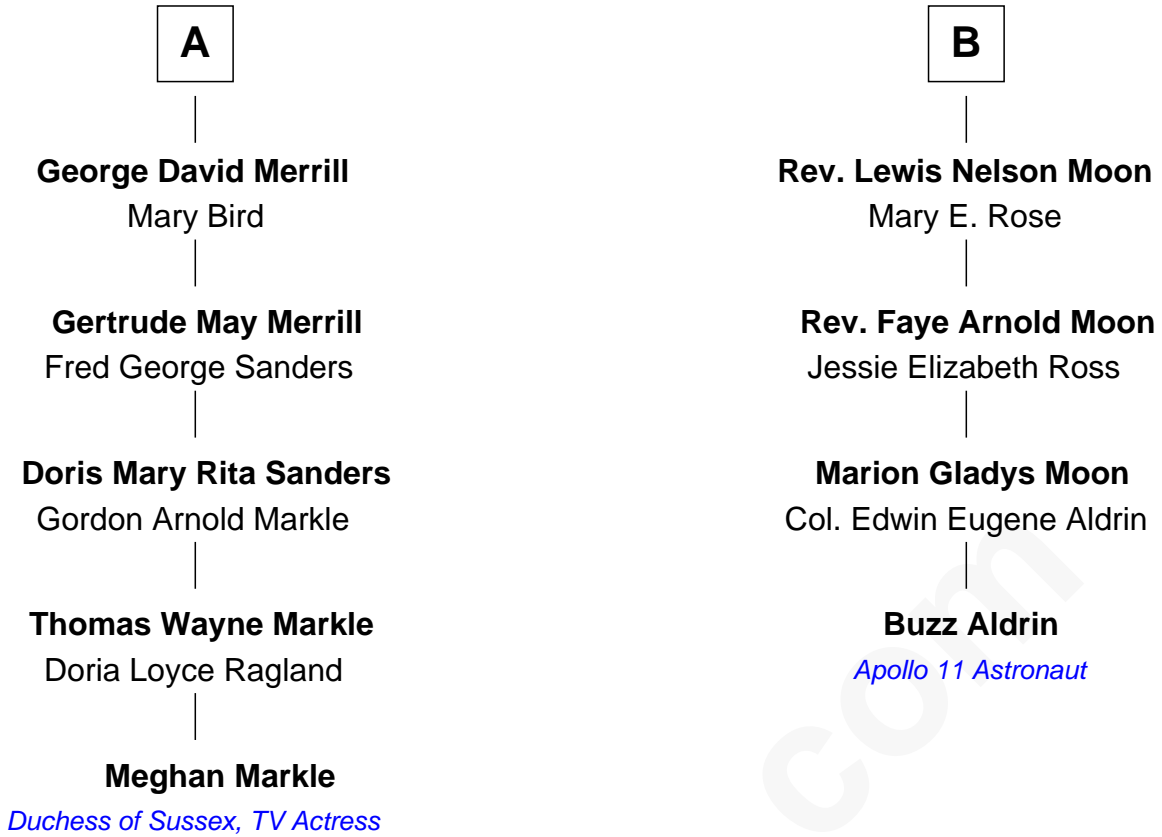 A
George David Merrill
Mary Bird
Gertrude May Merrill
Fred George Sanders
Doris Mary Rita Sanders
Gordon Arnold Markle
Thomas Wayne Markle
Doria Loyce Ragland
Meghan Markle
Duchess of Sussex, TV Actress
B
Rev. Lewis Nelson Moon
Mary E. Rose
Rev. Faye Arnold Moon
Jessie Elizabeth Ross
Marion Gladys Moon
Col. Edwin Eugene Aldrin
Buzz Aldrin
Apollo 11 Astronaut
com